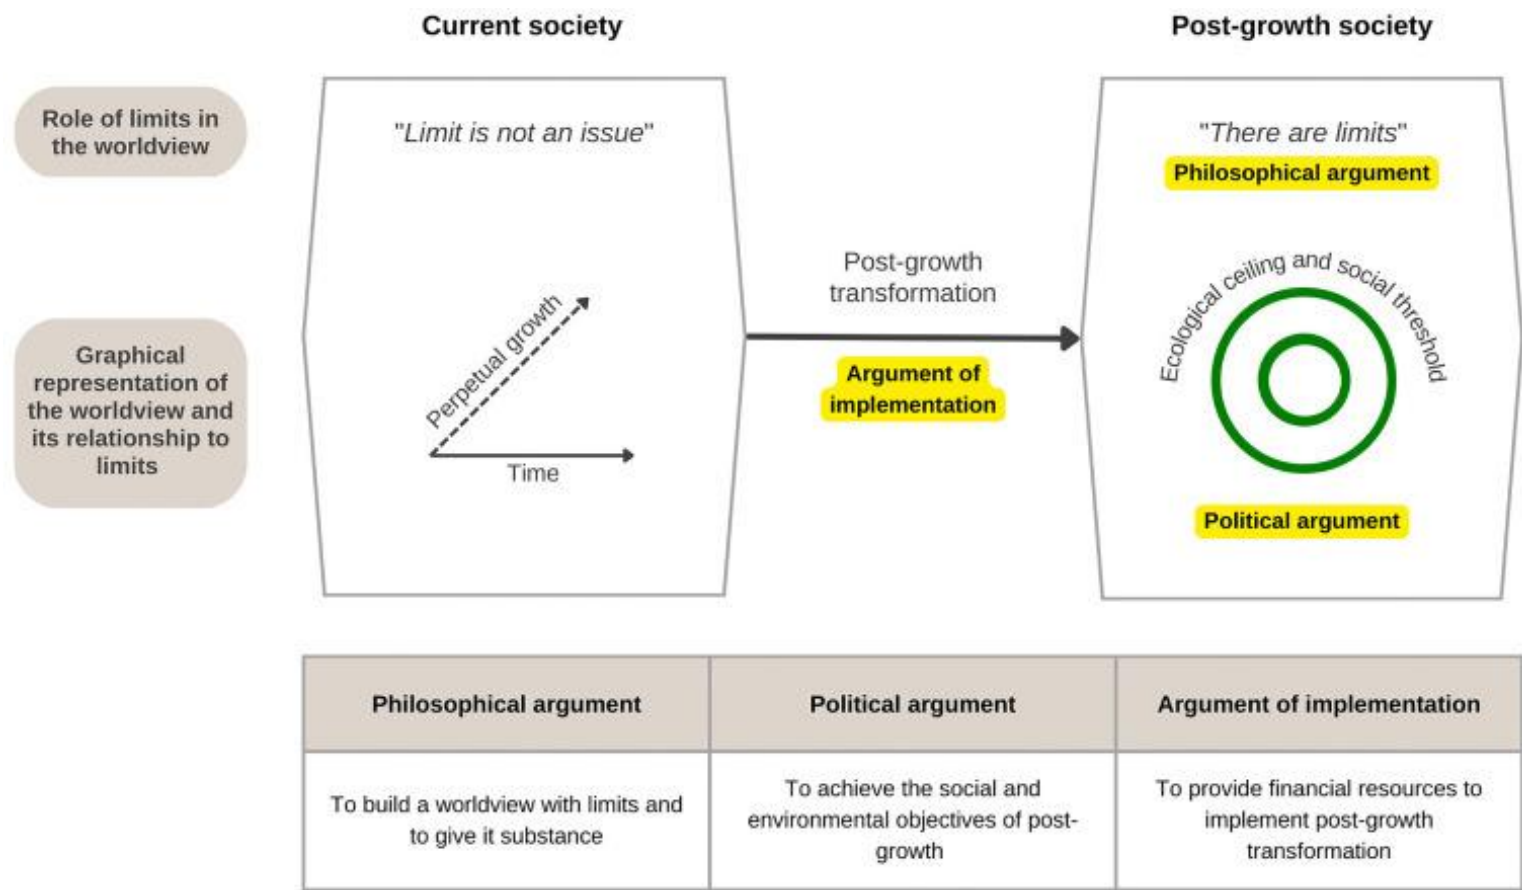 Current society
Post-growth society
Role of limits in
the worldview
"Limit is not an issue"
"There are limits"
Philosophical argument
Graphical
representation of
the worldview and
its relationship to
limits
Perpetual growth
Time
Post-growth
transformation
Argument of
implementation
Ecological ceiling and social threshold
Political argument
Philosophical argument
Political argument
Argument of implementation
To build a worldview with limits and
to give it substance
To achieve the social and
environmental objectives of post-
growth
To provide financial resources to
implement post-growth
transformation